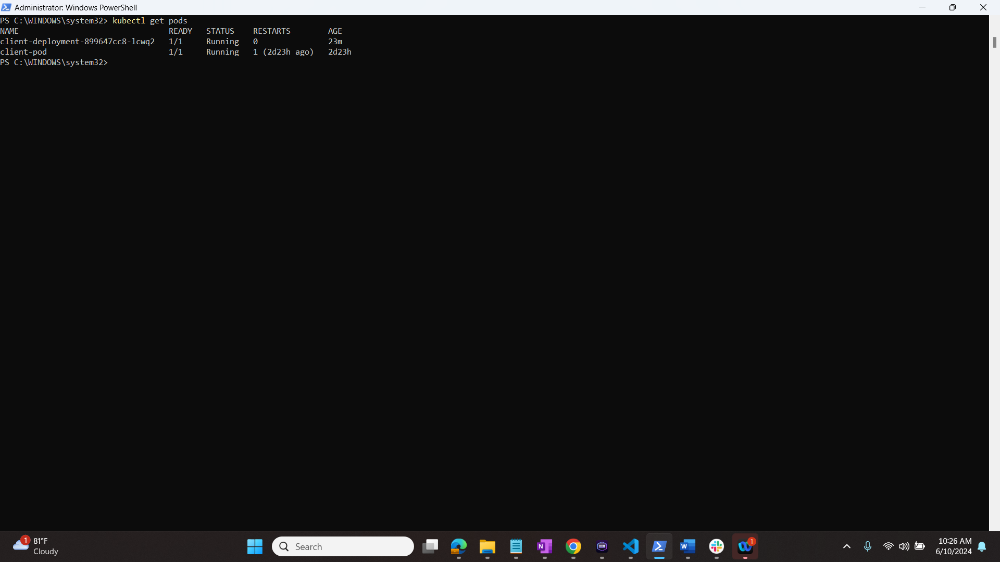 Administrator: Windows PowerShell
PS C:\WINDOWS\system32> kubectl get pods
NAME READY STATUS RESTARTS AGE
client-deployment-899647cc8-lcwq2 1/1 Running 0 23m
client-pod 1/1 Running 1 (2d23h ago) 2d23h
PS C:\WINDOWS\system32>
1
81°F
Cloudy
Search
N
W
1
10:26 AM
6/10/2024